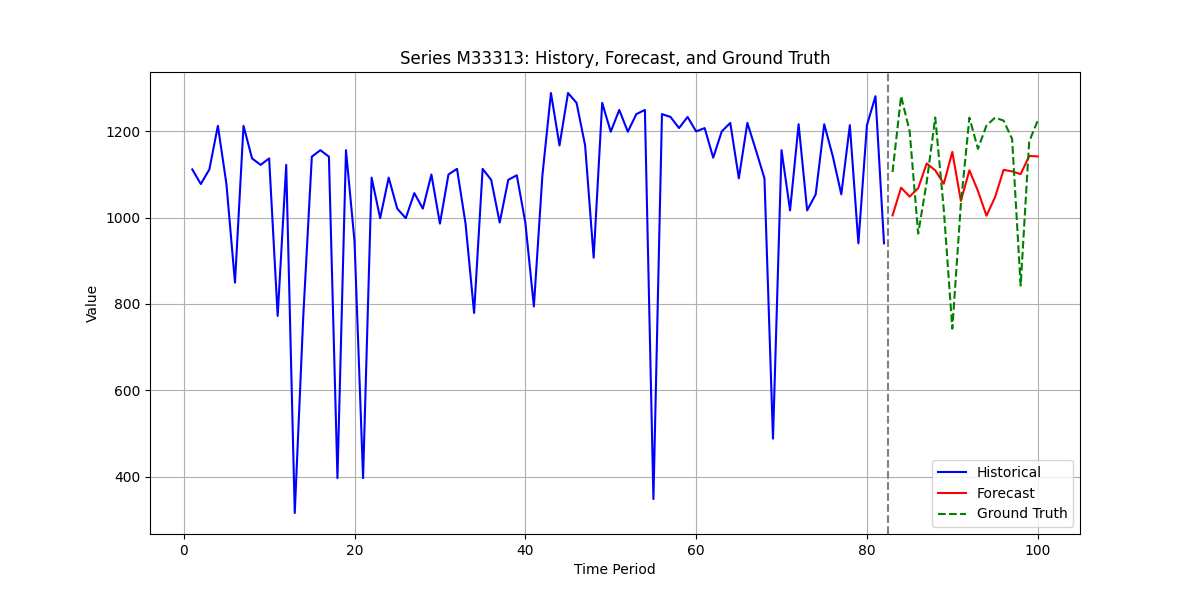 Series M33313: History, Forecast, and Ground Truth
Value
1200
1000
800
600
400
0
20
40
60
80
100
Time Period
Historical
Forecast
Ground Truth